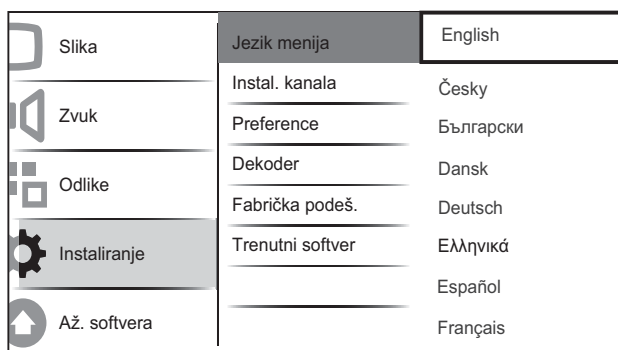 Slika
Zvuk
Odlike
Instaliranje
Až. softvera
Jezik menija
Instal. kanala
Preference
Dekoder
Fabrička podeš.
Trenutni softver
English
Česky
Български
Dansk
Deutsch
Ελληνικά
Español
Français